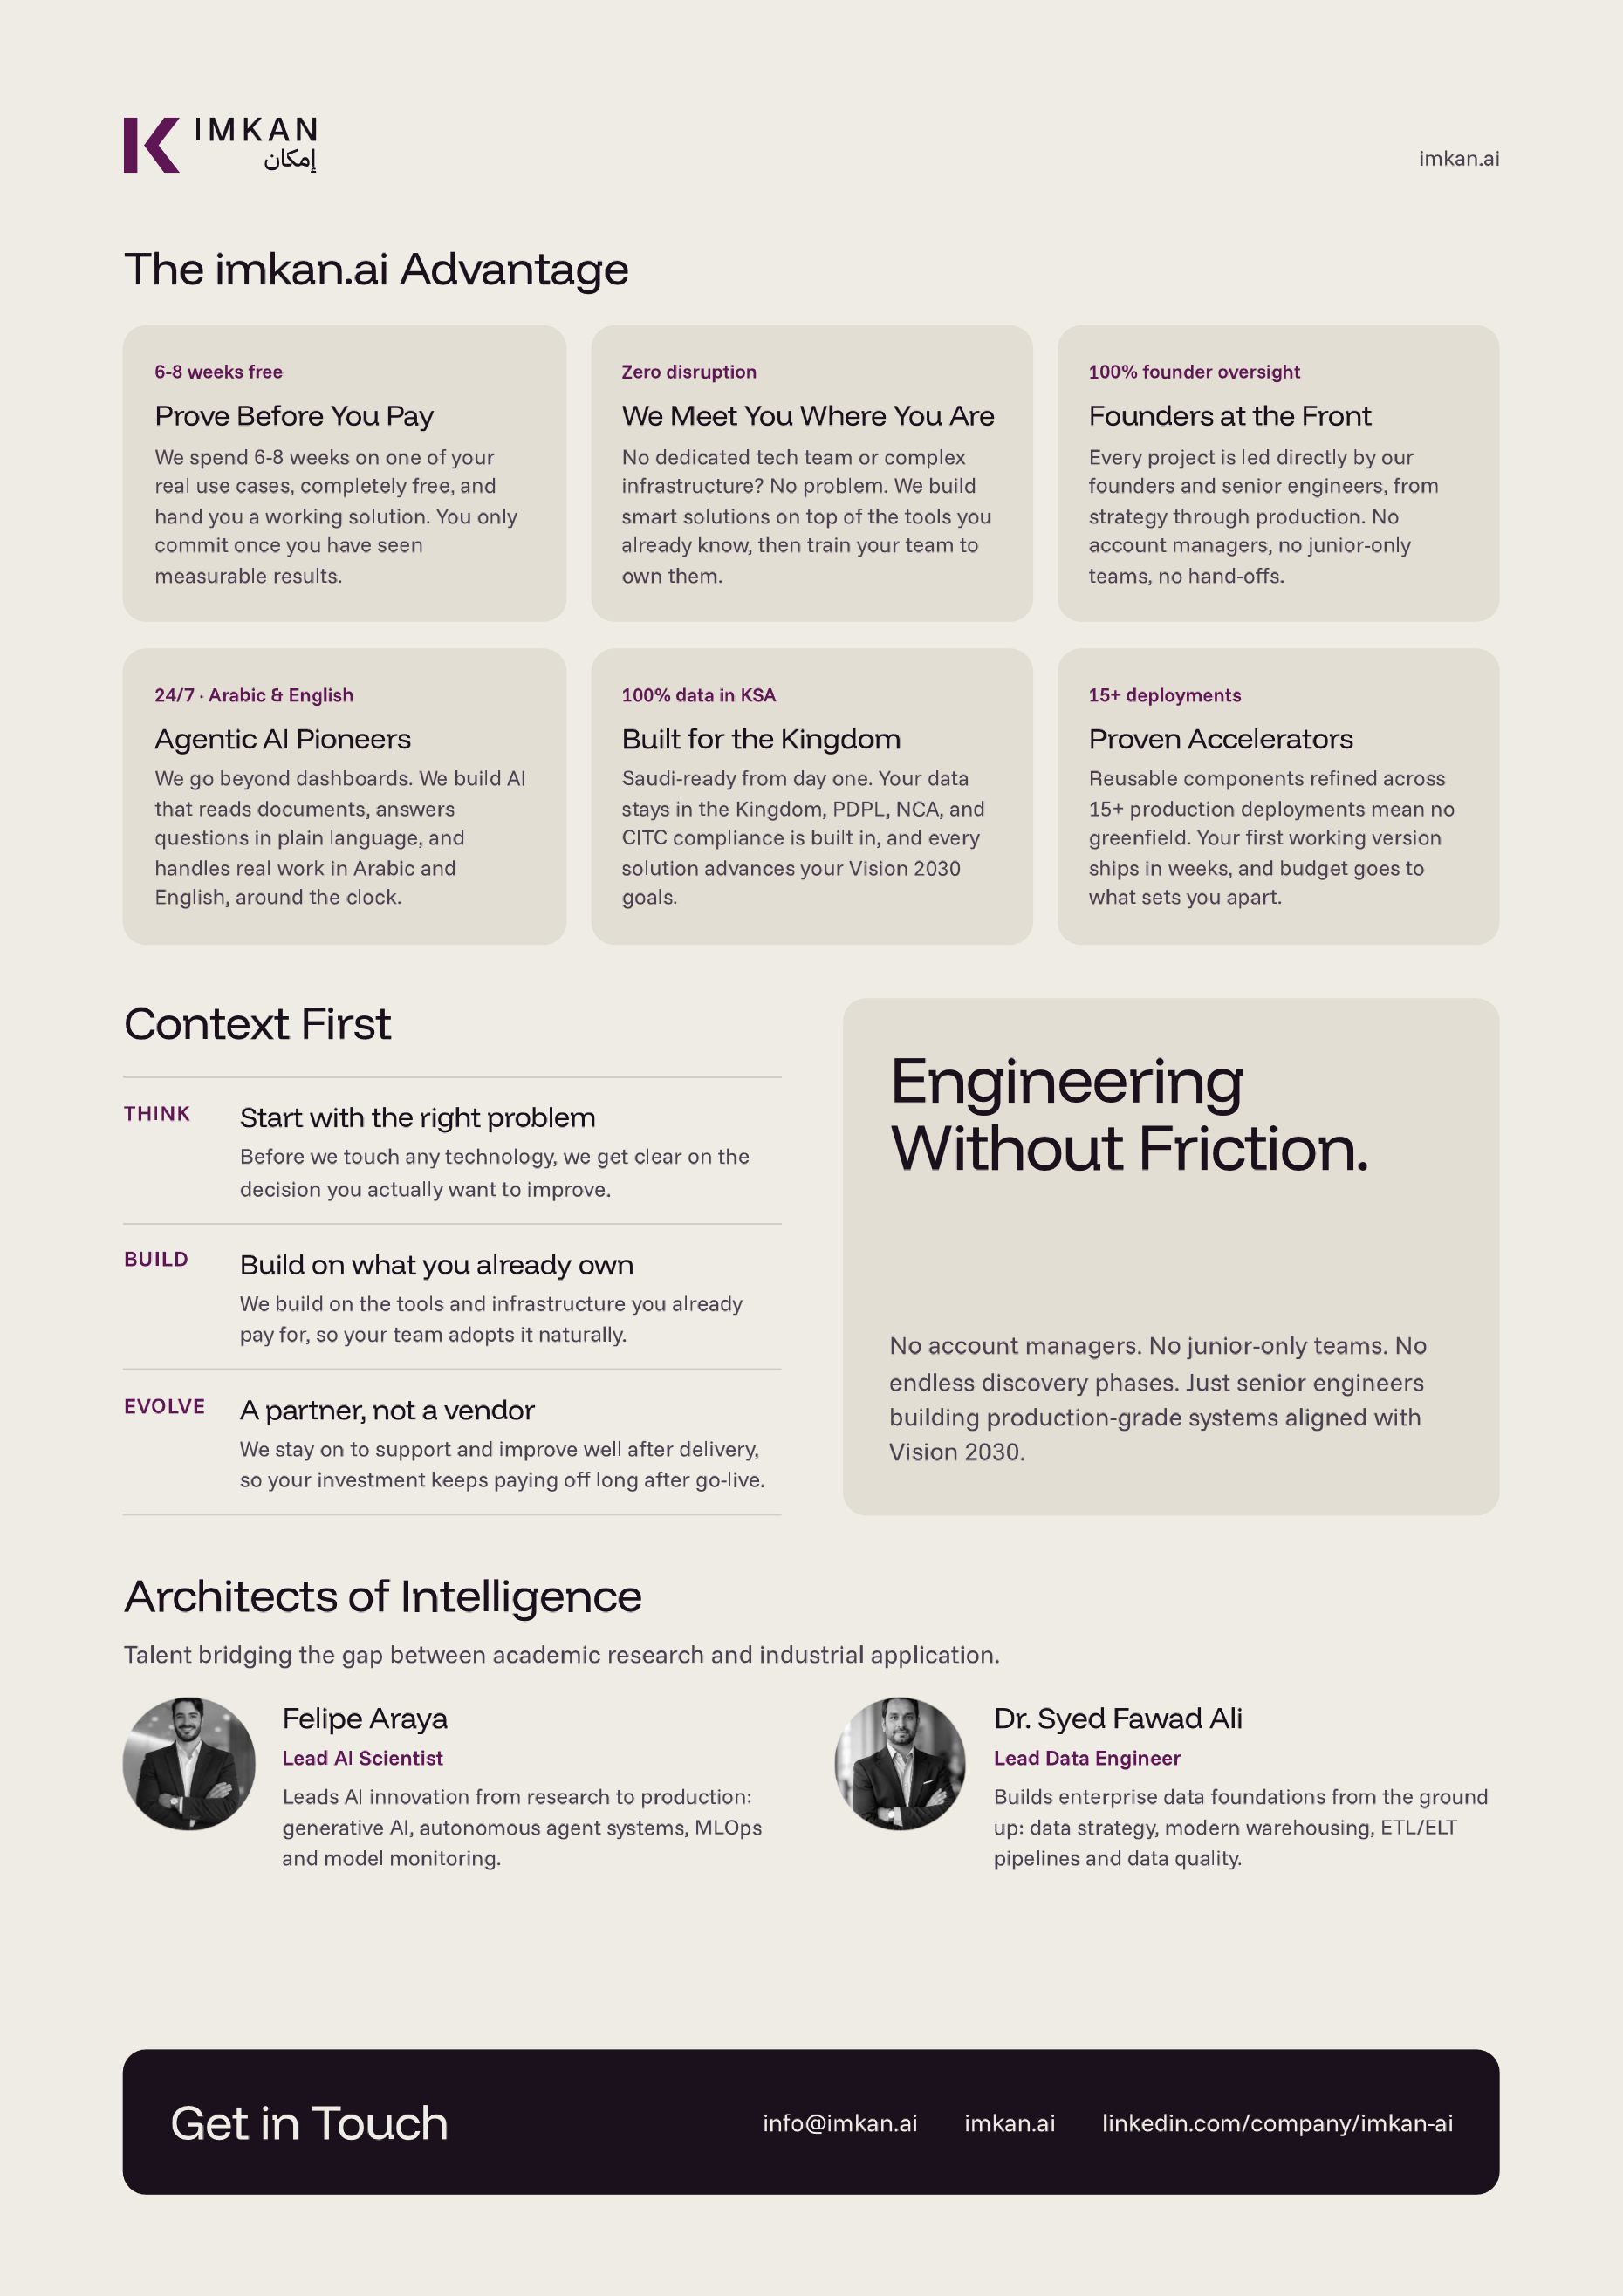 IMKAN
إمكان
imkan.ai
The imkan.ai Advantage
6-8 weeks free
Prove Before You Pay
We spend 6-8 weeks on one of your
real use cases, completely free, and
hand you a working solution. You only
commit once you have seen
measurable results.
Zero disruption
We Meet You Where You Are
No dedicated tech team or complex
infrastructure? No problem. We build
smart solutions on top of the tools you
already know, then train your team to
own them.
100% founder oversight
Founders at the Front
Every project is led directly by our
founders and senior engineers, from
strategy through production. No
account managers, no junior-only
teams, no hand-offs.
24/7 · Arabic & English
Agentic AI Pioneers
We go beyond dashboards. We build AI
that reads documents, answers
questions in plain language, and
handles real work in Arabic and
English, around the clock.
100% data in KSA
Built for the Kingdom
Saudi-ready from day one. Your data
stays in the Kingdom, PDPL, NCA, and
CITC compliance is built in, and every
solution advances your Vision 2030
goals.
15+ deployments
Proven Accelerators
Reusable components refined across
15+ production deployments mean no
greenfield. Your first working version
ships in weeks, and budget goes to
what sets you apart.
Context First
THINK
Start with the right problem
Before we touch any technology, we get clear on the
decision you actually want to improve.
BUILD
Build on what you already own
We build on the tools and infrastructure you already
pay for, so your team adopts it naturally.
EVOLVE
A partner, not a vendor
We stay on to support and improve well after delivery,
so your investment keeps paying off long after go-live.
Engineering
Without Friction.
No account managers. No junior-only teams. No
endless discovery phases. Just senior engineers
building production-grade systems aligned with
Vision 2030.
Architects of Intelligence
Talent bridging the gap between academic research and industrial application.
Felipe Araya
Lead AI Scientist
Leads AI innovation from research to production:
generative AI, autonomous agent systems, MLOps
and model monitoring.
Dr. Syed Fawad Ali
Lead Data Engineer
Builds enterprise data foundations from the ground
up: data strategy, modern warehousing, ETL/ELT
pipelines and data quality.
Get in Touch
info@imkan.ai
imkan.ai
linkedin.com/company/imkan-ai